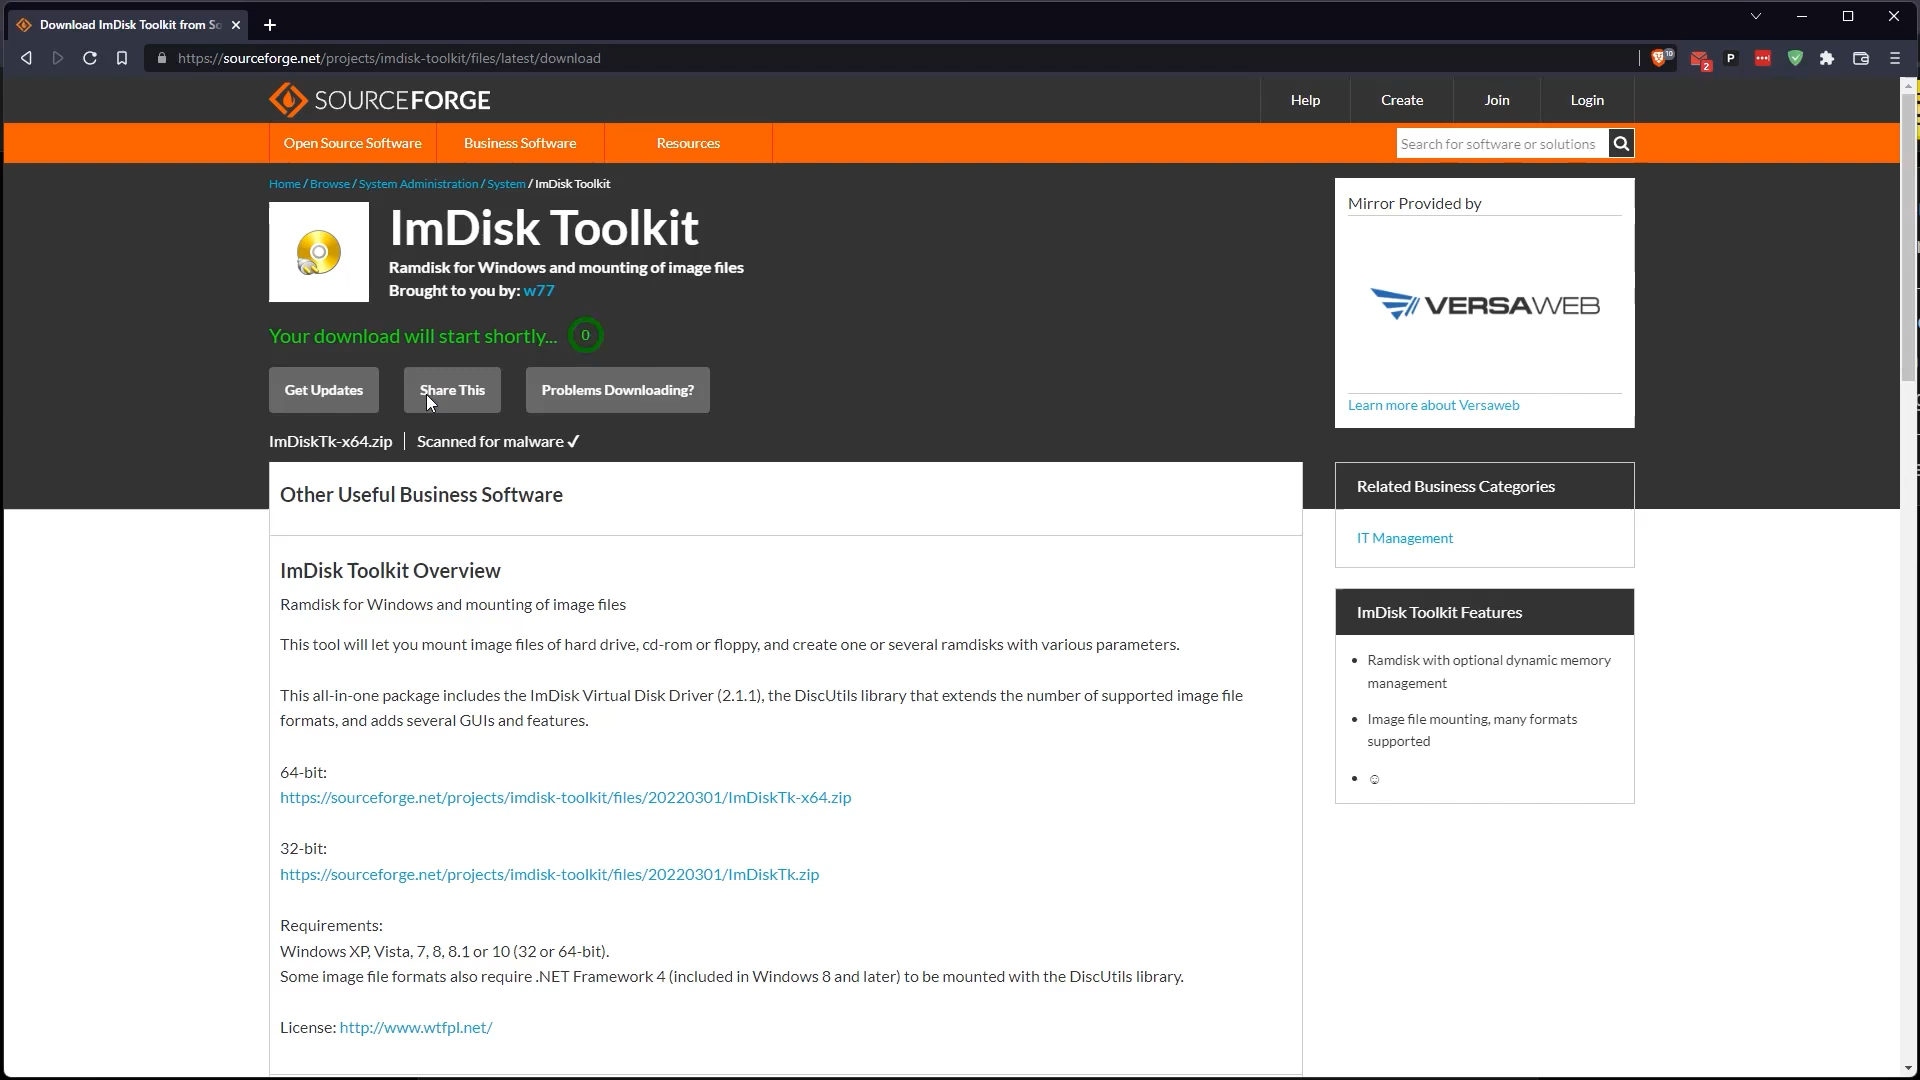 Download ImDisk Toolkit from So
https://sourceforge.net/projects/imdisk-toolkit/files/latest/download
10
2
P
SOURCEFORGE
Help
Create
Join
Login
Open Source Software
Business Software
Resources
Search for software or solutions
Home / Browse / System Administration / System / ImDisk Toolkit
ImDisk Toolkit
Ramdisk for Windows and mounting of image files
Brought to you by: w77
Your download will start shortly... 0
Get Updates
Share This
Problems Downloading?
ImDiskTk-x64.zip
Scanned for malware ✓
Mirror Provided by
VERSAWEB
Learn more about Versaweb
Other Useful Business Software
ImDisk Toolkit Overview
Ramdisk for Windows and mounting of image files
This tool will let you mount image files of hard drive, cd-rom or floppy, and create one or several ramdisks with various parameters.
This all-in-one package includes the ImDisk Virtual Disk Driver (2.1.1), the DiscUtils library that extends the number of supported image file
formats, and adds several GUIs and features.
64-bit:
https://sourceforge.net/projects/imdisk-toolkit/files/20220301/ImDiskTk-x64.zip
32-bit:
https://sourceforge.net/projects/imdisk-toolkit/files/20220301/ImDiskTk.zip
Requirements:
Windows XP, Vista, 7, 8, 8.1 or 10 (32 or 64-bit).
Some image file formats also require .NET Framework 4 (included in Windows 8 and later) to be mounted with the DiscUtils library.
License: http://www.wtfpl.net/
Related Business Categories
IT Management
ImDisk Toolkit Features
• Ramdisk with optional dynamic memory
management
• Image file mounting, many formats
supported
• ☺